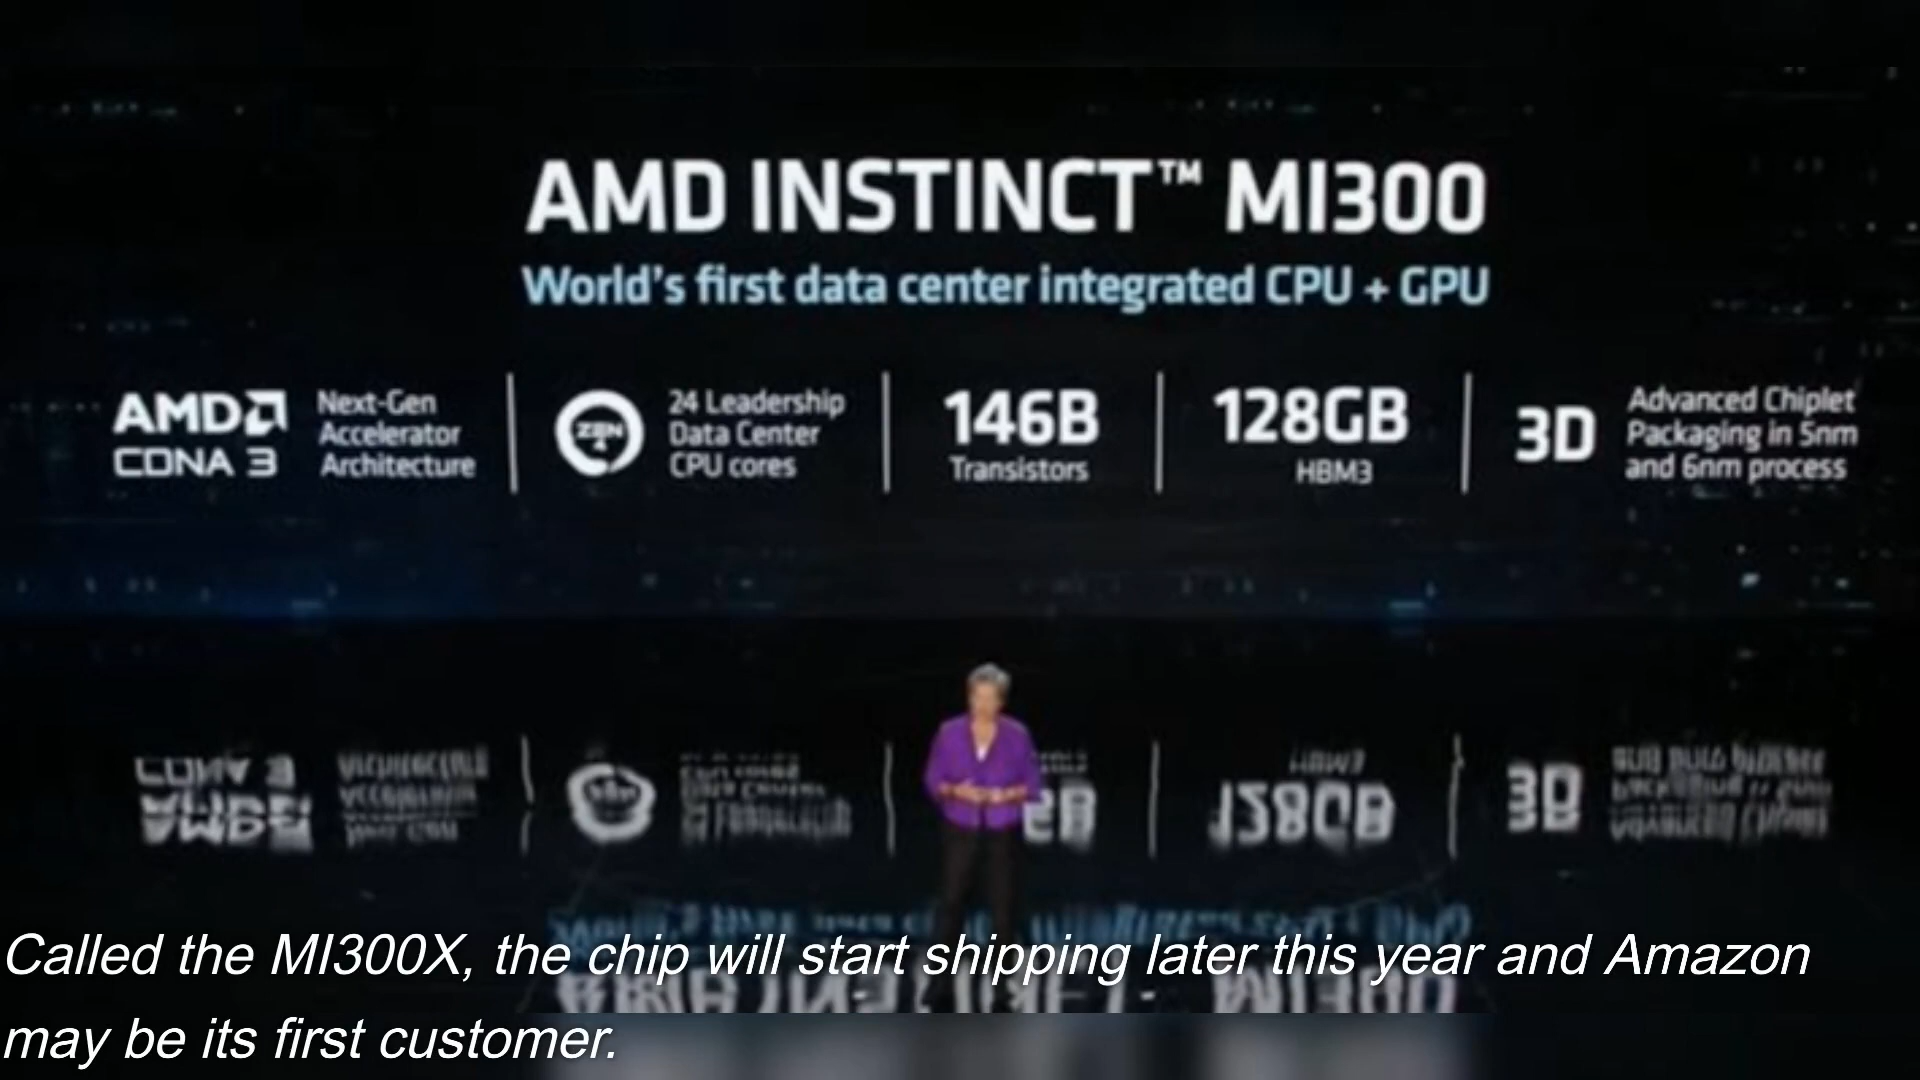 AMD INSTINCT™ MI300
World's first data center integrated CPU + GPU
AMD
CDNA 3
Next-Gen
Accelerator
Architecture
ZEN
4
24 Leadership
Data Center
CPU cores
146B
Transistors
128GB
HBM3
3D
Advanced Chiplet
Packaging in 5nm
and 6nm process
Called the MI300X, the chip will start shipping later this year and Amazon
may be its first customer.